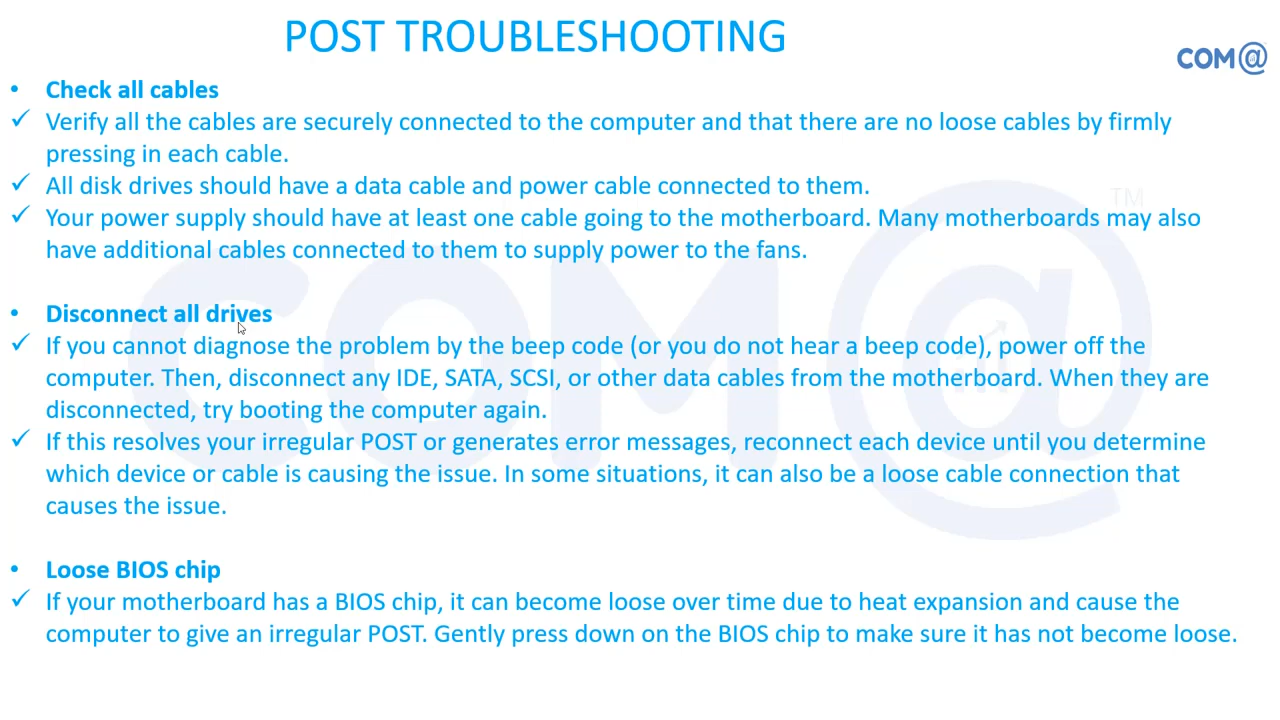 POST TROUBLESHOOTING
COM@
• Check all cables
✓ Verify all the cables are securely connected to the computer and that there are no loose cables by firmly
pressing in each cable.
✓ All disk drives should have a data cable and power cable connected to them.
TM
✓ Your power supply should have at least one cable going to the motherboard. Many motherboards may also
have additional cables connected to them to supply power to the fans.
COM@
• Disconnect all drives
✓ If you cannot diagnose the problem by the beep code (or you do not hear a beep code), power off the
computer. Then, disconnect any IDE, SATA, SCSI, or other data cables from the motherboard. When they are
disconnected, try booting the computer again.
✓ If this resolves your irregular POST or generates error messages, reconnect each device until you determine
which device or cable is causing the issue. In some situations, it can also be a loose cable connection that
causes the issue.
• Loose BIOS chip
✓ If your motherboard has a BIOS chip, it can become loose over time due to heat expansion and cause the
computer to give an irregular POST. Gently press down on the BIOS chip to make sure it has not become loose.